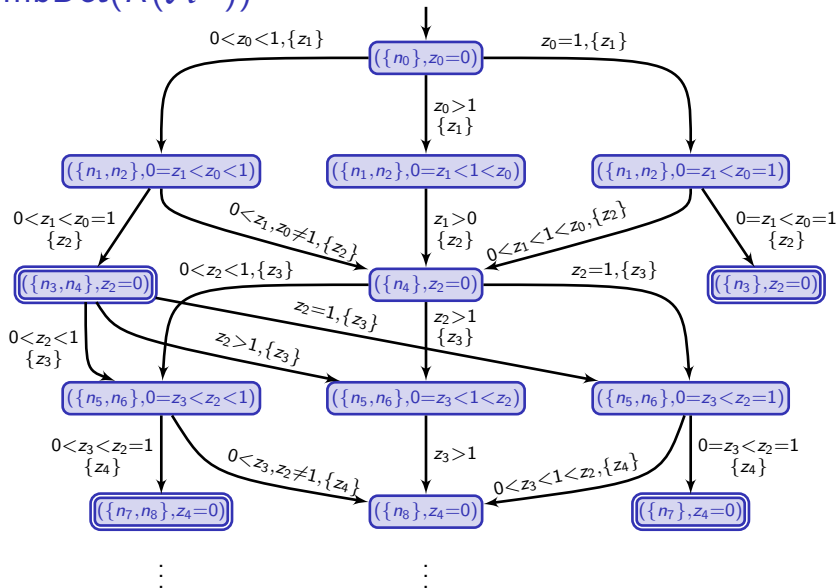 0<z₀<1,{z₁}
({n₀},z₀=0)
z₀=1,{z₁}
z₀>1
{z₁}
({n₁,n₂},0=z₁<z₀<1)
({n₁,n₂},0=z₁<1<z₀)
({n₁,n₂},0=z₁<z₀=1)
0<z₁<z₀=1
{z₂}
0<z₁,z₀≠1,{z₂}
z₁>0
{z₂}
0<z₁<1<z₀,{z₂}
0=z₁<z₀=1
{z₂}
({n₃,n₄},z₂=0)
0<z₂<1,{z₃}
({n₄},z₂=0)
z₂=1,{z₃}
({n₃},z₂=0)
0<z₂<1
{z₃}
z₂>1,{z₃}
z₂=1,{z₃}
z₂>1
{z₃}
({n₅,n₆},0=z₃<z₂<1)
({n₅,n₆},0=z₃<1<z₂)
({n₅,n₆},0=z₃<z₂=1)
0<z₃<z₂=1
{z₄}
0<z₃,z₂≠1,{z₄}
z₃>1
0<z₃<1<z₂,{z₄}
0=z₃<z₂=1
{z₄}
({n₇,n₈},z₄=0)
({n₈},z₄=0)
({n₇},z₄=0)
⋮ ⋮